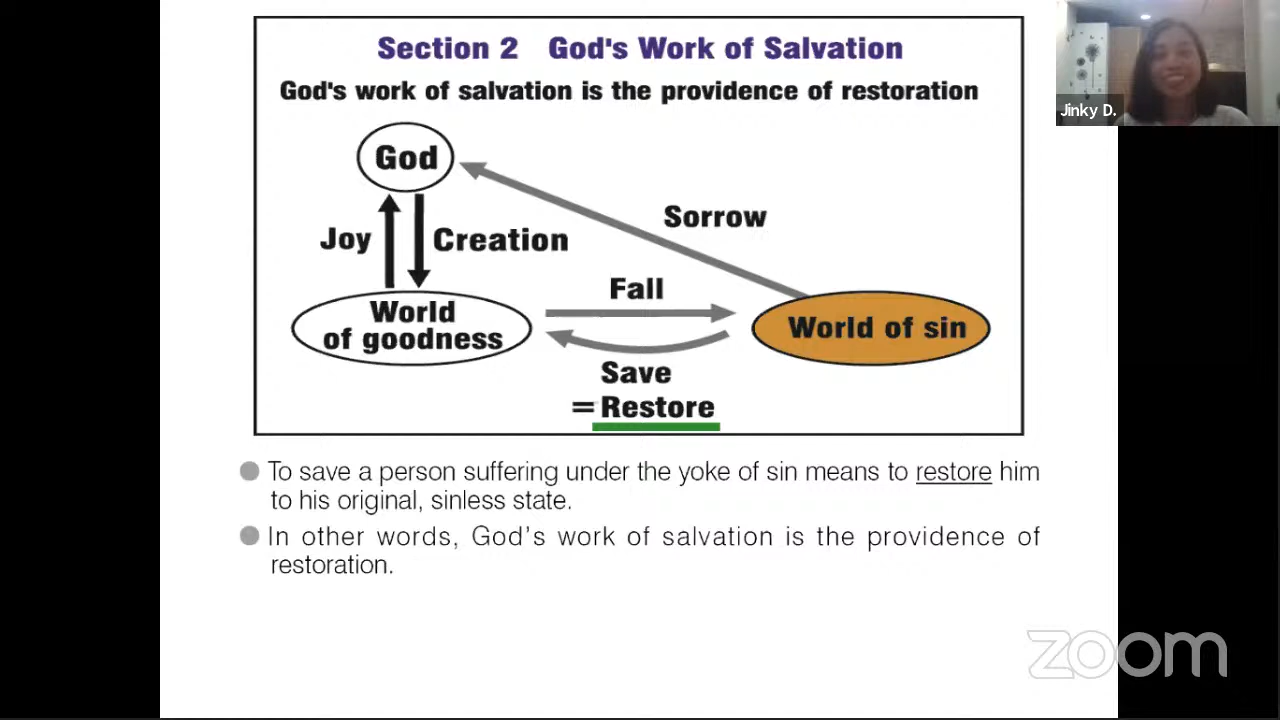 Section 2 God's Work of Salvation
God's work of salvation is the providence of restoration
God
Sorrow
Joy
Creation
Fall
World
of goodness
World of sin
Save
=Restore
● To save a person suffering under the yoke of sin means to restore him
to his original, sinless state.
● In other words, God's work of salvation is the providence of
restoration.
Jinky D.
zoom